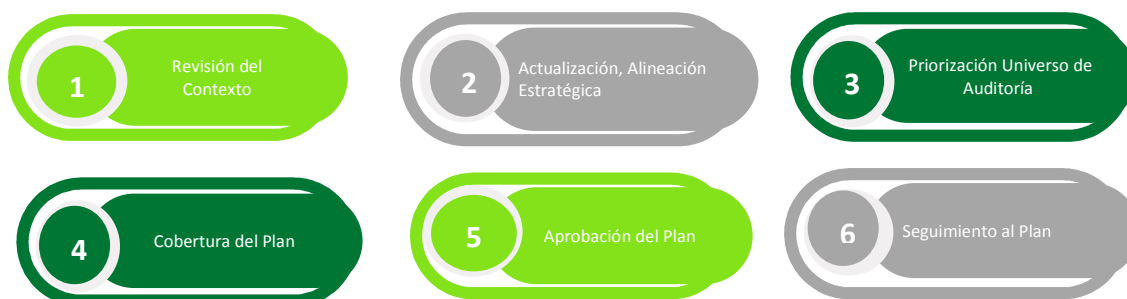 1
Revisión del
Contexto
2
Actualización, Alineación
Estratégica
3
Priorización Universo de
Auditoría
4
Cobertura del Plan
5
Aprobación del Plan
6
Seguimiento al Plan